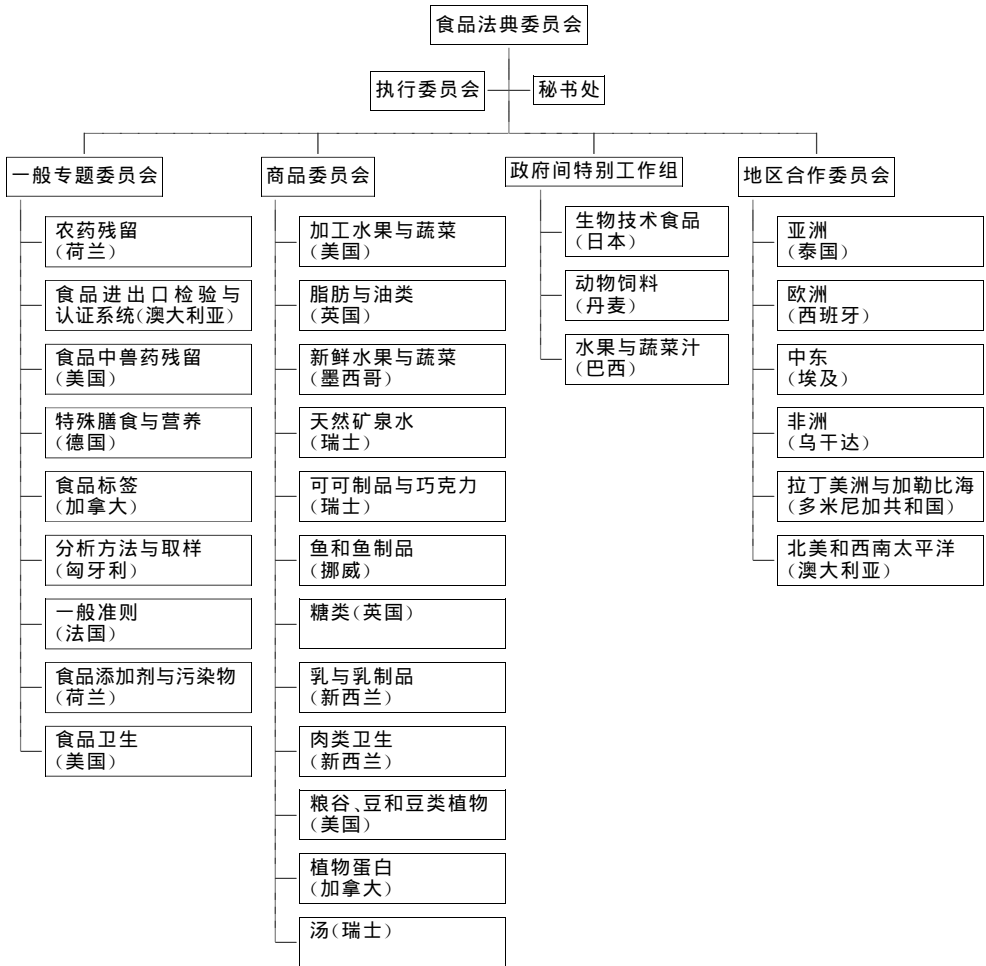 食品法典委员会
执行委员会
秘书处
一般专题委员会
农药残留
(荷兰)
食品进出口检验与
认证系统(澳大利亚)
食品中兽药残留
(美国)
特殊膳食与营养
(德国)
食品标签
(加拿大)
分析方法与取样
(匈牙利)
一般准则
(法国)
食品添加剂与污染物
(荷兰)
食品卫生
(美国)
商品委员会
加工水果与蔬菜
(美国)
脂肪与油类
(英国)
新鲜水果与蔬菜
(墨西哥)
天然矿泉水
(瑞士)
可可制品与巧克力
(瑞士)
鱼和鱼制品
(挪威)
糖类(英国)
乳与乳制品
(新西兰)
肉类卫生
(新西兰)
粮谷、豆和豆类植物
(美国)
植物蛋白
(加拿大)
汤(瑞士)
政府间特别工作组
生物技术食品
(日本)
动物饲料
(丹麦)
水果与蔬菜汁
(巴西)
地区合作委员会
亚洲
(泰国)
欧洲
(西班牙)
中东
(埃及)
非洲
(乌干达)
拉丁美洲与加勒比海
(多米尼加共和国)
北美和西南太平洋
(澳大利亚)